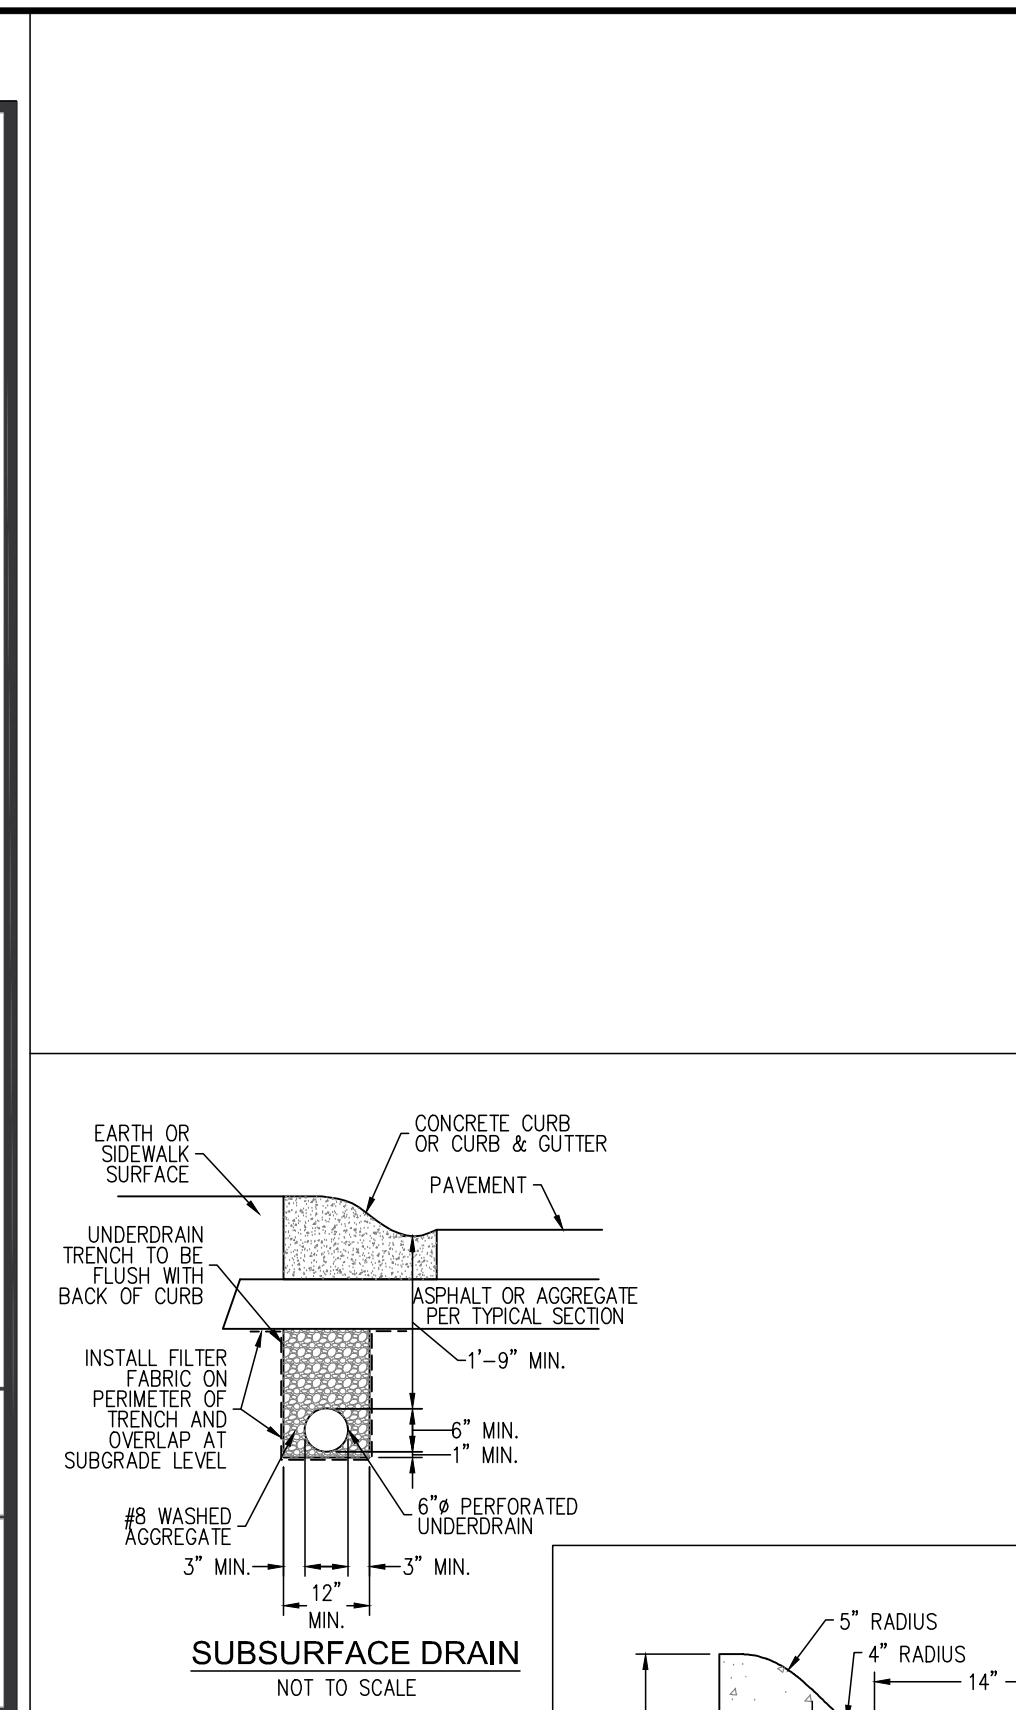 EARTH OR
SIDEWALK
SURFACE
CONCRETE CURB
OR CURB & GUTTER
PAVEMENT
UNDERDRAIN
TRENCH TO BE
FLUSH WITH
BACK OF CURB
ASPHALT OR AGGREGATE
PER TYPICAL SECTION
1'-9" MIN.
INSTALL FILTER
FABRIC ON
PERIMETER OF
TRENCH AND
OVERLAP AT
SUBGRADE LEVEL
6" MIN.
1" MIN.
6"ø PERFORATED
UNDERDRAIN
#8 WASHED
AGGREGATE
3" MIN.
3" MIN.
12"
MIN.
SUBSURFACE DRAIN
NOT TO SCALE
5" RADIUS
4" RADIUS
14"